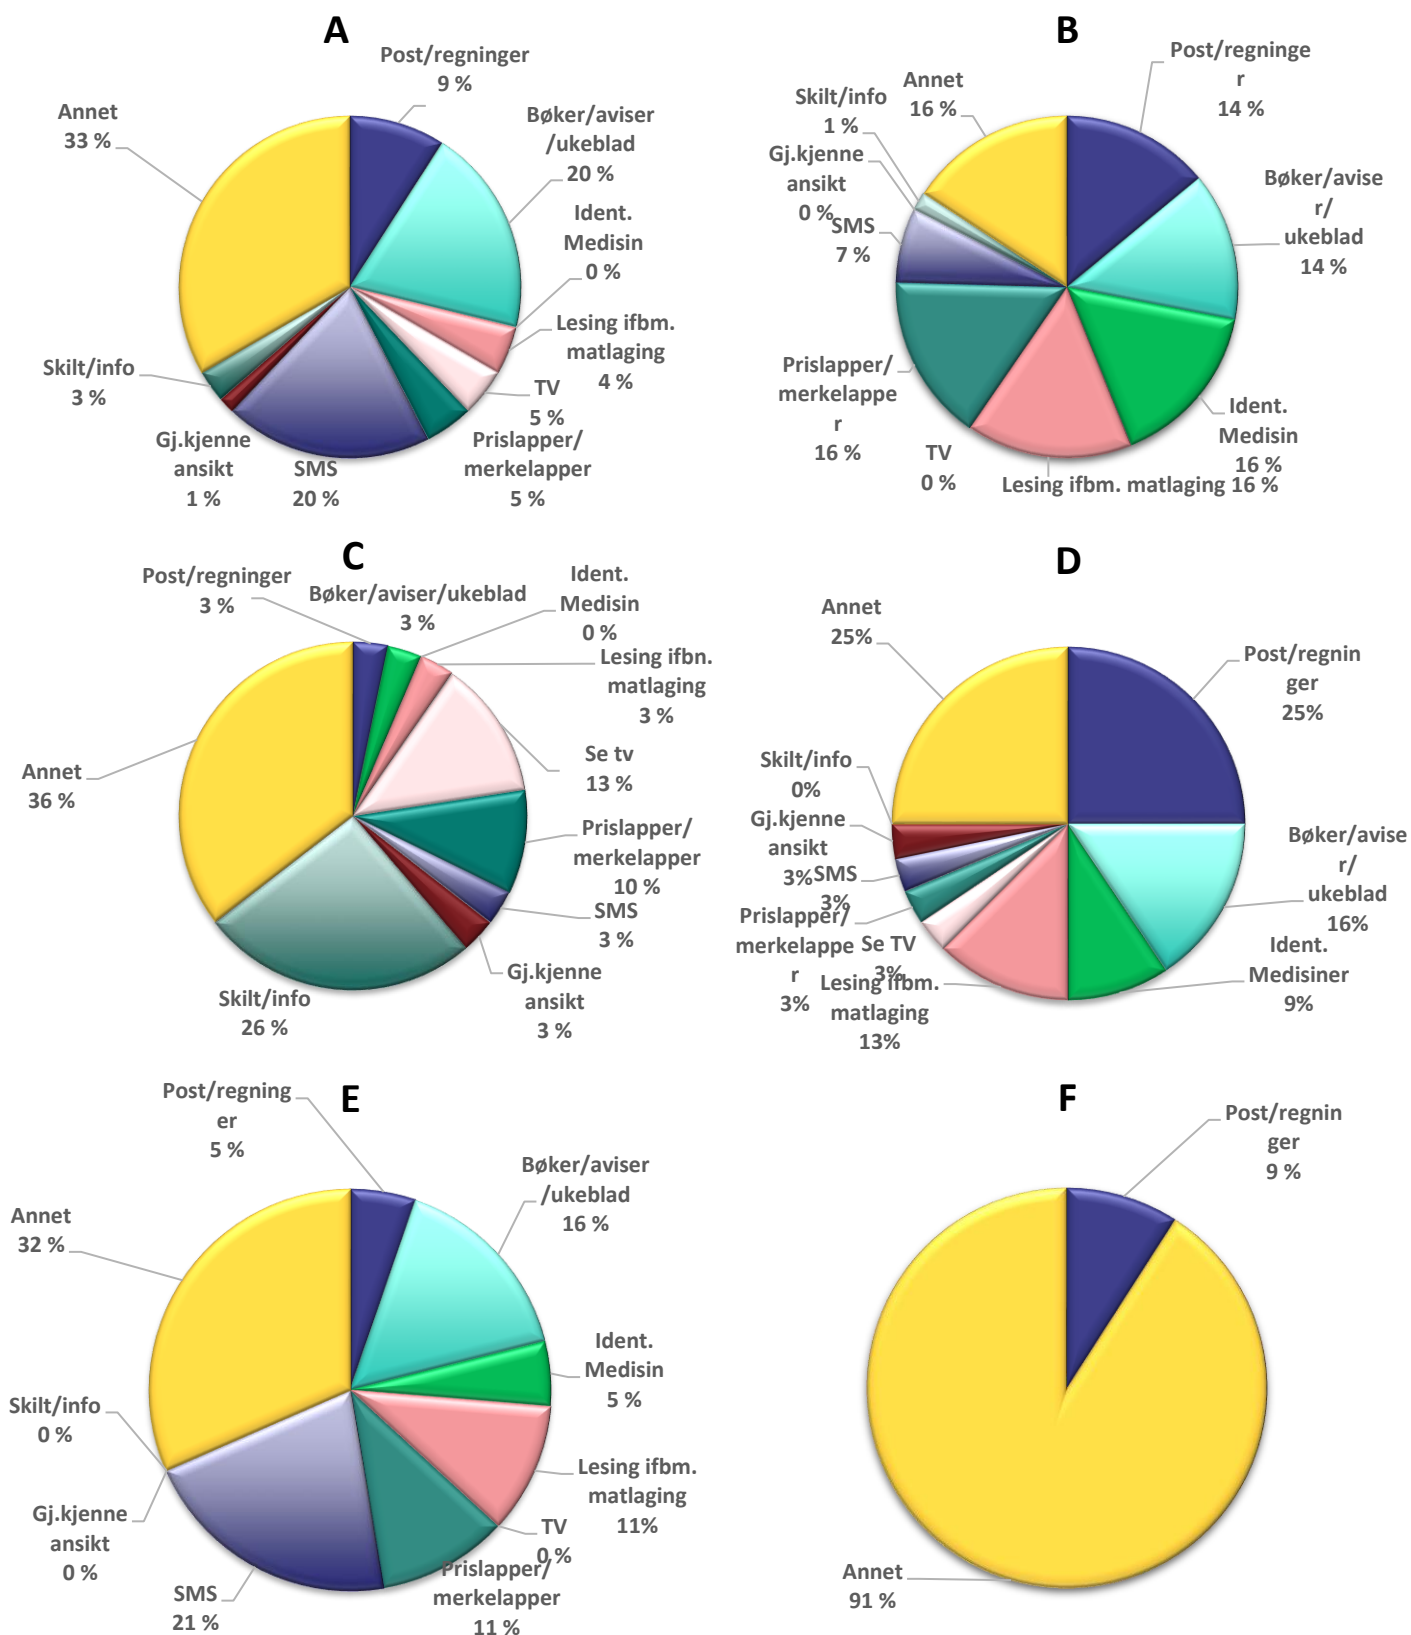 A
Post/regninger
9 %
Bøker/aviser
/ukeblad
20 %
Ident.
Medisin
0 %
Lesing ifbm.
matlaging
4 %
TV
5 %
Prislapper/
merkelapper
5 %
SMS
20 %
Gj.kjenne
ansikt
1 %
Skilt/info
3 %
Annet
33 %
B
Post/regninge
r
14 %
Bøker/avise
r/
ukeblad
14 %
Ident.
Medisin
16 %
Lesing ifbm. matlaging 16 %
TV
0 %
Prislapper/
merkelappe
r
16 %
SMS
7 %
Gj.kjenne
ansikt
0 %
Skilt/info
1 %
Annet
16 %
C
Post/regninger
3 %
Bøker/aviser/ukeblad
3 %
Ident.
Medisin
0 %
Lesing ifbn.
matlaging
3 %
Se tv
13 %
Prislapper/
merkelapper
10 %
SMS
3 %
Gj.kjenne
ansikt
3 %
Skilt/info
26 %
Annet
36 %
D
Post/regnin
ger
25%
Bøker/avise
r/
ukeblad
16%
Ident.
Medisiner
9%
Lesing ifbm.
matlaging
13%
Se TV
3%
Prislapper/
merkelappe
r
3%
SMS
3%
Gj.kjenne
ansikt
3%
Skilt/info
0%
Annet
25%
E
Post/regning
er
5 %
Bøker/aviser
/ukeblad
16 %
Ident.
Medisin
5 %
Lesing ifbm.
matlaging
11%
TV
0 %
Prislapper/
merkelapper
11 %
SMS
21 %
Gj.kjenne
ansikt
0 %
Skilt/info
0 %
Annet
32 %
F
Post/regnin
ger
9 %
Annet
91 %